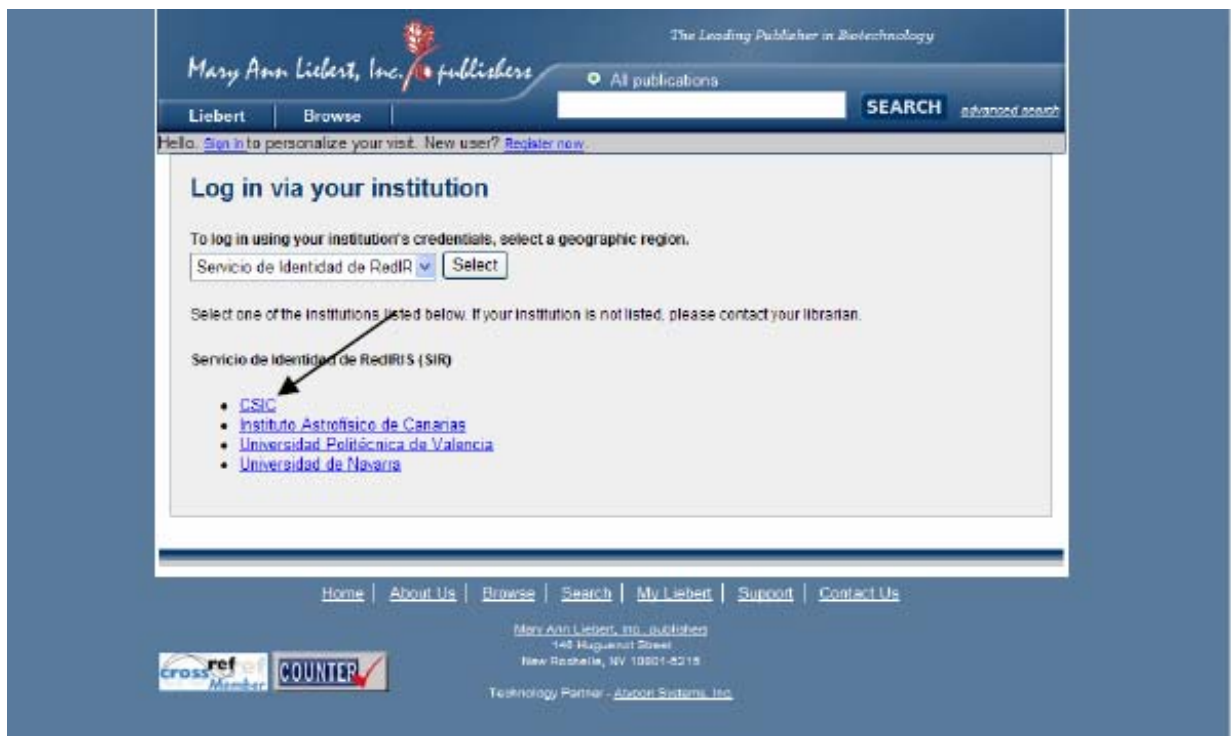 The Leading Publisher in Biotechnology
Mary Ann Liebert, Inc. publishers
All publications
SEARCH advanced search
Liebert Browse
Hello. Sign in to personalize your visit. New user? Register now.
Log in via your institution
To log in using your institution's credentials, select a geographic region.
Servicio de Identidad de RedIR Select
Select one of the institutions listed below. If your institution is not listed, please contact your librarian.
Servicio de Identidad de RedIRIS (SIR)
• CSIC
• Instituto Astrofísico de Canarias
• Universidad Politécnica de Valencia
• Universidad de Navarra
Home | About Us | Browse | Search | My Liebert | Support | Contact Us
Mary Ann Liebert, Inc., publishers
140 Huguenot Street
New Rochelle, NY 10801-5215
cross ref Member
COUNTER
Technology Partner - Atypon Systems, Inc.